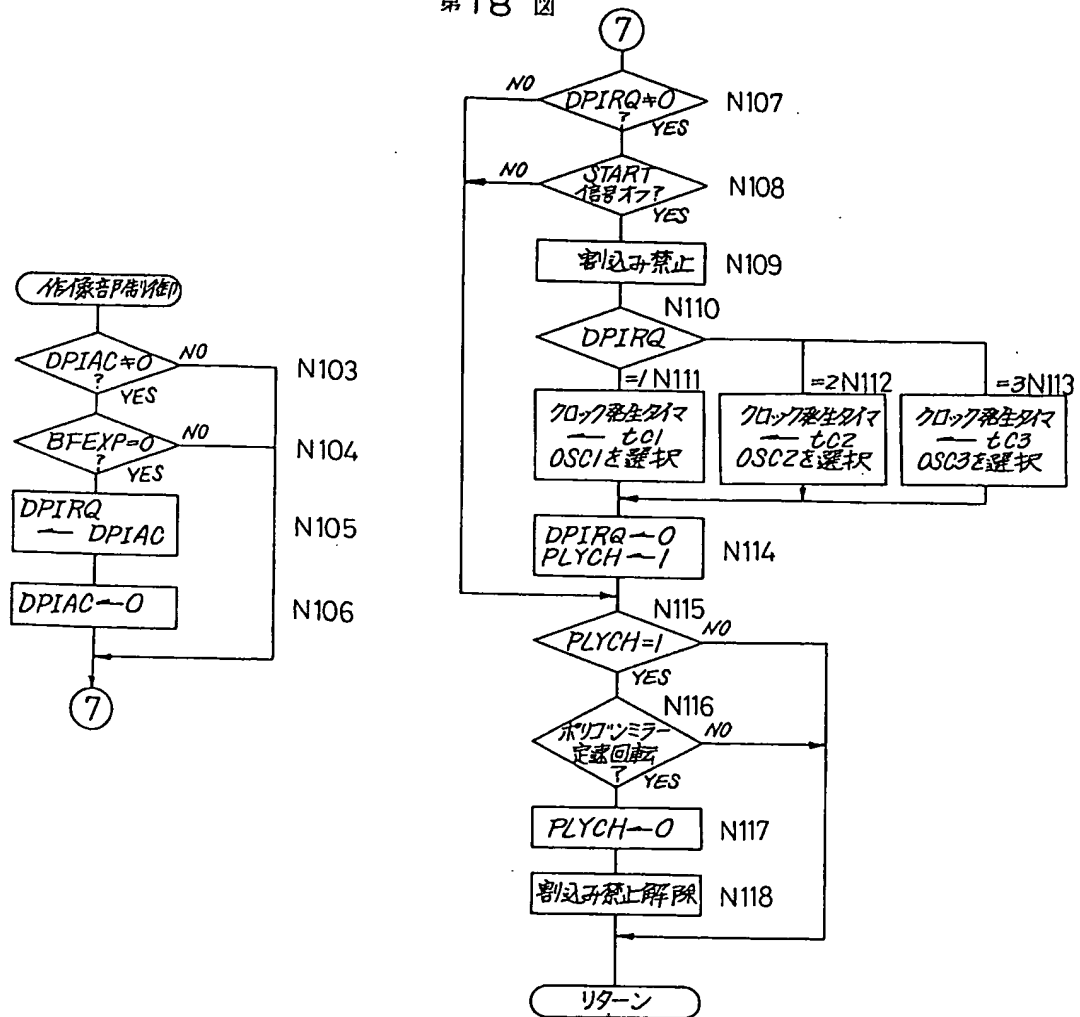 第18図
作像部制御
DPIAC≠0
?
NO
YES
N103
BFEXP=0
?
NO
YES
N104
DPIRQ
← DPIAC
N105
DPIAC←0
N106
7
7
DPIRQ≠0
?
NO
YES
N107
START
信号オフ?
NO
YES
N108
割込み禁止
N109
N110
DPIRQ
=1 N111
クロック発生タイマ
← tC1
OSC1を選択
=2 N112
クロック発生タイマ
← tC2
OSC2を選択
=3 N113
クロック発生タイマ
← tC3
OSC3を選択
DPIRQ←0
PLYCH←1
N114
N115
PLYCH=1
NO
YES
N116
ポリゴンミラー
定速回転
?
NO
YES
PLYCH←0
N117
割込み禁止解除
N118
リターン